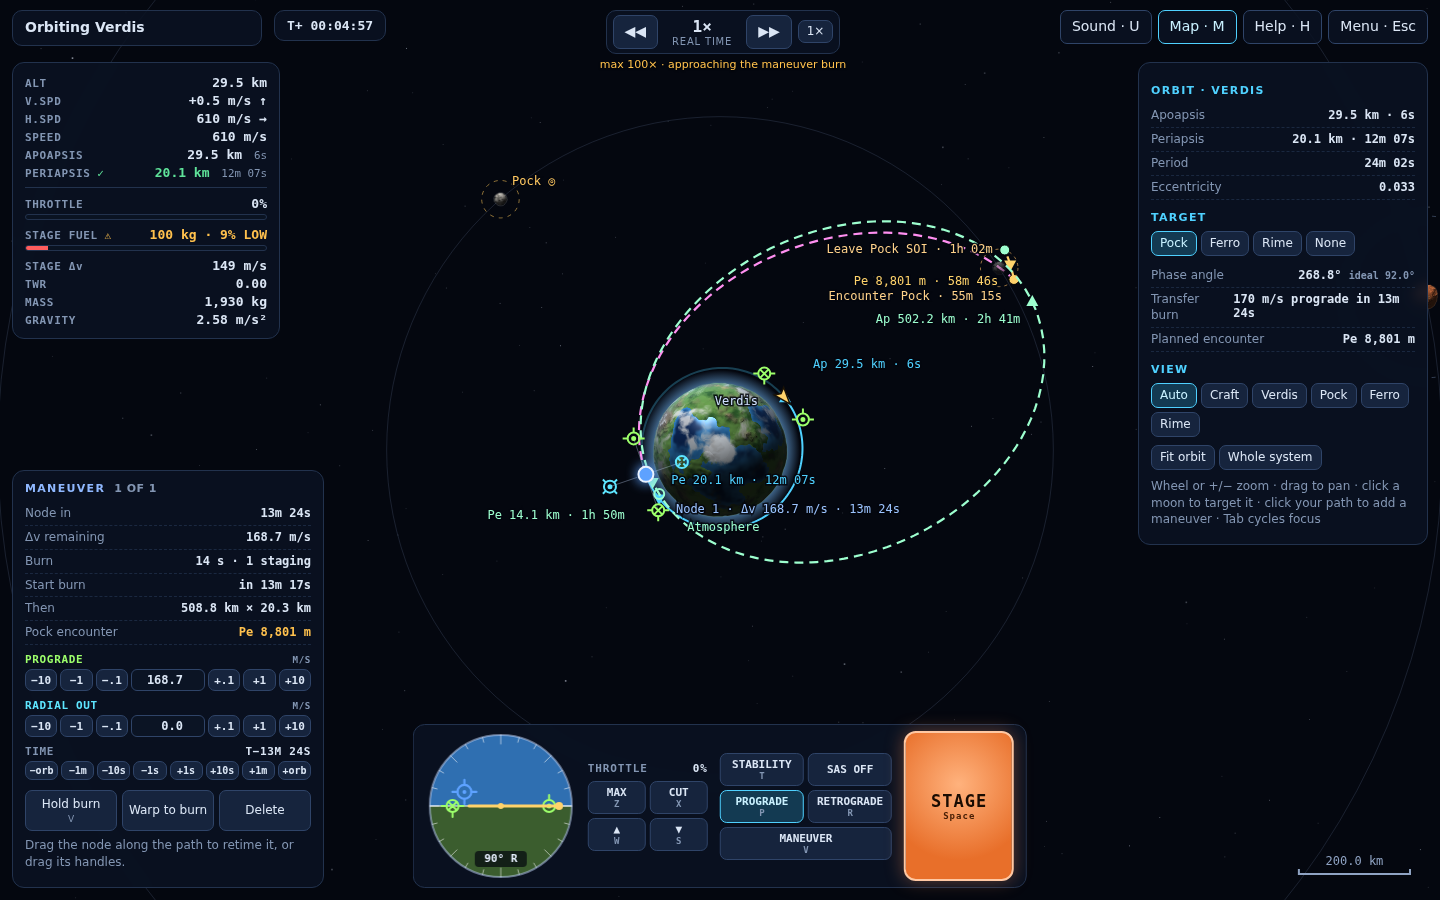 Orbiting Verdis
T+ 00:04:57
◀◀
1×
REAL TIME
▶▶
1×
max 100× · approaching the maneuver burn
Sound · U
Map · M
Help · H
Menu · Esc
ALT 29.5 km
V.SPD +0.5 m/s ↑
H.SPD 610 m/s →
SPEED 610 m/s
APOAPSIS 29.5 km 6s
PERIAPSIS ✓ 20.1 km 12m 07s
THROTTLE 0%
STAGE FUEL ⚠ 100 kg · 9% LOW
STAGE Δv 149 m/s
TWR 0.00
MASS 1,930 kg
GRAVITY 2.58 m/s²
Pock ◎
Leave Pock SOI · 1h 02m
Pe 8,801 m · 58m 46s
Encounter Pock · 55m 15s
Ap 502.2 km · 2h 41m
Ap 29.5 km · 6s
Verdis
Pe 20.1 km · 12m 07s
Node 1 · Δv 168.7 m/s · 13m 24s
Pe 14.1 km · 1h 50m
Atmosphere
ORBIT · VERDIS
Apoapsis 29.5 km · 6s
Periapsis 20.1 km · 12m 07s
Period 24m 02s
Eccentricity 0.033
TARGET
Pock Ferro Rime None
Phase angle 268.8° ideal 92.0°
Transfer burn 170 m/s prograde in 13m 24s
Planned encounter Pe 8,801 m
VIEW
Auto Craft Verdis Pock Ferro
Rime
Fit orbit Whole system
Wheel or +/− zoom · drag to pan · click a
moon to target it · click your path to add a
maneuver · Tab cycles focus
MANEUVER 1 OF 1
Node in 13m 24s
Δv remaining 168.7 m/s
Burn 14 s · 1 staging
Start burn in 13m 17s
Then 508.8 km × 20.3 km
Pock encounter Pe 8,801 m
PROGRADE M/S
−10 −1 −.1 168.7 +.1 +1 +10
RADIAL OUT M/S
−10 −1 −.1 0.0 +.1 +1 +10
TIME T−13M 24S
−orb −1m −10s −1s +1s +10s +1m +orb
Hold burn
V
Warp to burn
Delete
Drag the node along the path to retime it, or
drag its handles.
90° R
THROTTLE 0%
MAX
Z
CUT
X
▲
W
▼
S
STABILITY
T
SAS OFF
PROGRADE
P
RETROGRADE
R
MANEUVER
V
STAGE
Space
200.0 km